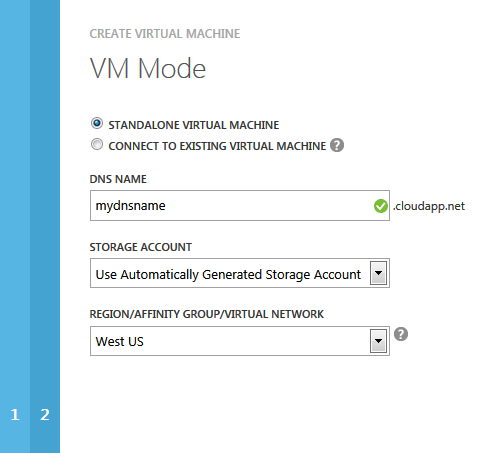 CREATE VIRTUAL MACHINE
VM Mode
STANDALONE VIRTUAL MACHINE
CONNECT TO EXISTING VIRTUAL MACHINE ?
DNS NAME
mydnsname .cloudapp.net
STORAGE ACCOUNT
Use Automatically Generated Storage Account
REGION/AFFINITY GROUP/VIRTUAL NETWORK
West US ?
1 2